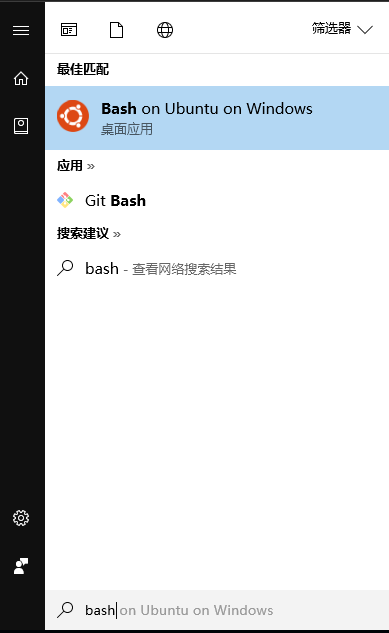 筛选器
最佳匹配
Bash on Ubuntu on Windows
桌面应用
应用 »
Git Bash
搜索建议 »
bash - 查看网络搜索结果
bash on Ubuntu on Windows